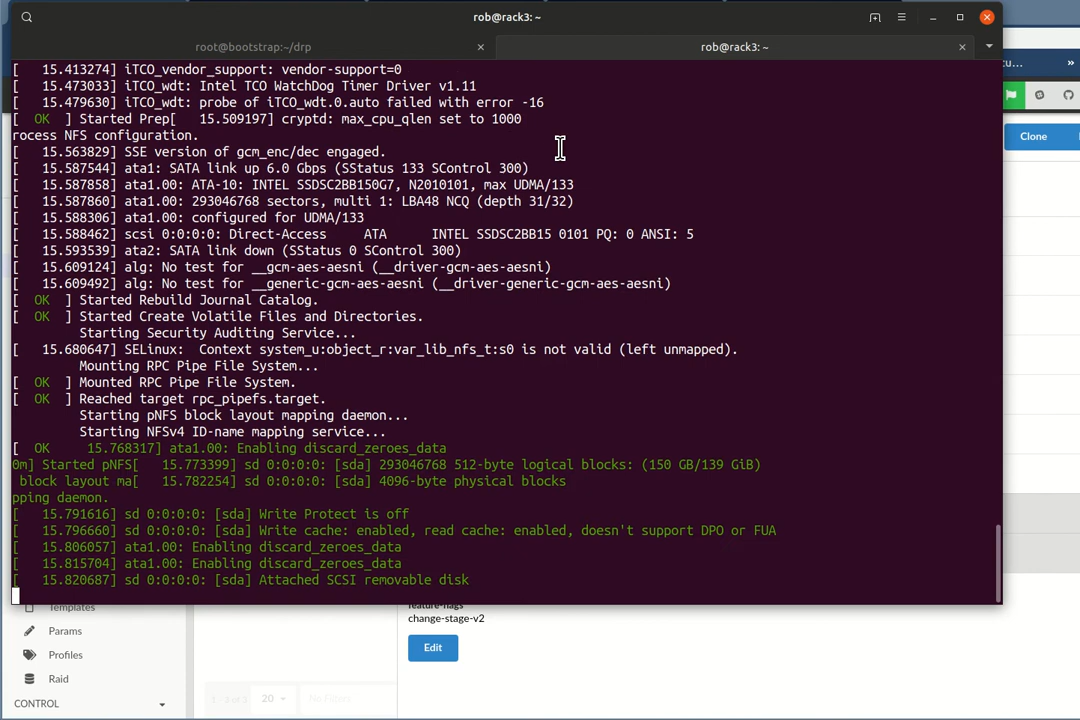 rob@rack3: ~
root@bootstrap:~/drp
rob@rack3: ~
[   15.413274] iTCO_vendor_support: vendor-support=0
[   15.473033] iTCO_wdt: Intel TCO WatchDog Timer Driver v1.11
[   15.479630] iTCO_wdt: probe of iTCO_wdt.0.auto failed with error -16
[  OK  ] Started Prep[   15.509197] cryptd: max_cpu_qlen set to 1000
rocess NFS configuration.
[   15.563829] SSE version of gcm_enc/dec engaged.
[   15.587544] ata1: SATA link up 6.0 Gbps (SStatus 133 SControl 300)
[   15.587858] ata1.00: ATA-10: INTEL SSDSC2BB150G7, N2010101, max UDMA/133
[   15.587860] ata1.00: 293046768 sectors, multi 1: LBA48 NCQ (depth 31/32)
[   15.588306] ata1.00: configured for UDMA/133
[   15.588462] scsi 0:0:0:0: Direct-Access     ATA      INTEL SSDSC2BB15 0101 PQ: 0 ANSI: 5
[   15.593539] ata2: SATA link down (SStatus 0 SControl 300)
[   15.609124] alg: No test for __gcm-aes-aesni (__driver-gcm-aes-aesni)
[   15.609492] alg: No test for __generic-gcm-aes-aesni (__driver-generic-gcm-aes-aesni)
[  OK  ] Started Rebuild Journal Catalog.
[  OK  ] Started Create Volatile Files and Directories.
Starting Security Auditing Service...
[   15.680647] SELinux:  Context system_u:object_r:var_lib_nfs_t:s0 is not valid (left unmapped).
Mounting RPC Pipe File System...
[  OK  ] Mounted RPC Pipe File System.
[  OK  ] Reached target rpc_pipefs.target.
Starting pNFS block layout mapping daemon...
Starting NFSv4 ID-name mapping service...
[  OK     15.768317] ata1.00: Enabling discard_zeroes_data
0m] Started pNFS[   15.773399] sd 0:0:0:0: [sda] 293046768 512-byte logical blocks: (150 GB/139 GiB)
block layout ma[   15.782254] sd 0:0:0:0: [sda] 4096-byte physical blocks
pping daemon.
[   15.791616] sd 0:0:0:0: [sda] Write Protect is off
[   15.796660] sd 0:0:0:0: [sda] Write cache: enabled, read cache: enabled, doesn't support DPO or FUA
[   15.806057] ata1.00: Enabling discard_zeroes_data
[   15.815704] ata1.00: Enabling discard_zeroes_data
[   15.820687] sd 0:0:0:0: [sda] Attached SCSI removable disk
cu... »
Clone
Templates
Params
Profiles
Raid
CONTROL
feature-flags
change-stage-v2
Edit
1 - 3 of 3
20
No Filters